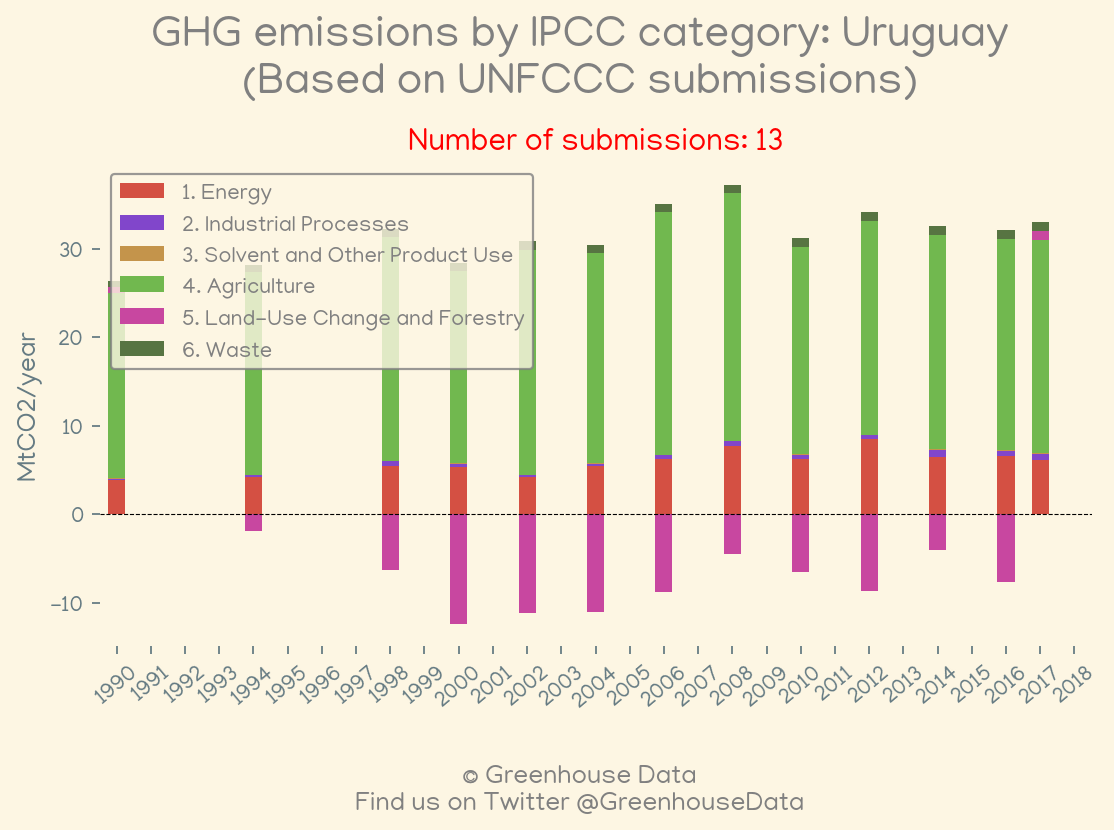 GHG emissions by IPCC category: Uruguay
(Based on UNFCCC submissions)
Number of submissions: 13
1. Energy
2. Industrial Processes
3. Solvent and Other Product Use
4. Agriculture
5. Land-Use Change and Forestry
6. Waste
MtCO2/year
30
20
10
0
−10
1990 1991 1992 1993 1994 1995 1996 1997 1998 1999 2000 2001 2002 2003 2004 2005 2006 2007 2008 2009 2010 2011 2012 2013 2014 2015 2016 2017 2018
© Greenhouse Data
Find us on Twitter @GreenhouseData